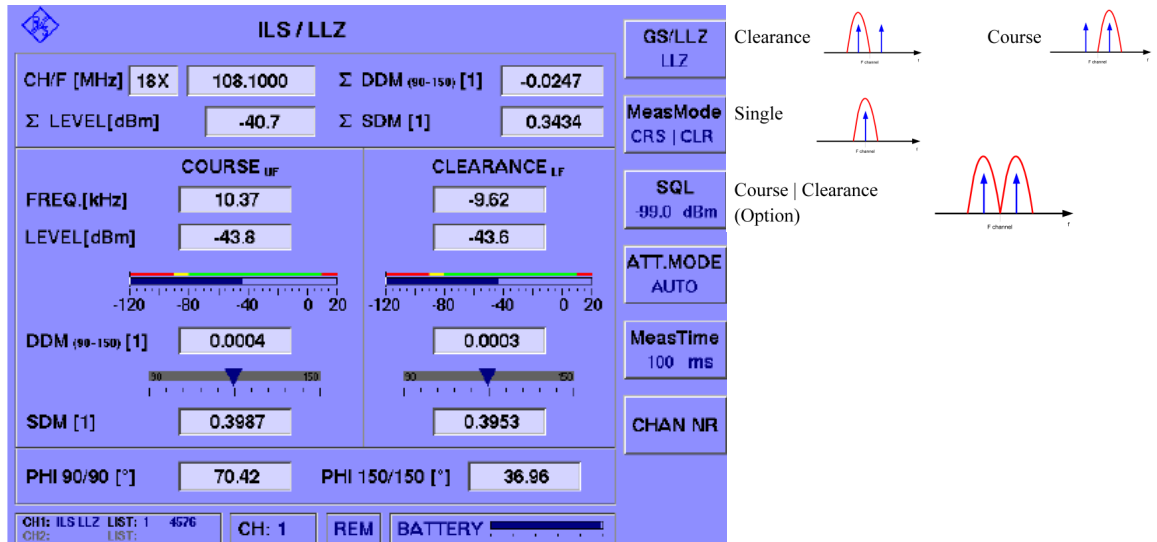 ILS / LLZ
CH/F [MHz] 18X 108.1000 Σ DDM (90-150) [1] -0.0247
Σ LEVEL[dBm] -40.7 Σ SDM [1] 0.3434
COURSE UF CLEARANCE LF
FREQ.[kHz] 10.37 -9.62
LEVEL[dBm] -43.8 -43.6
-120 -80 -40 0 20 -120 -80 -40 0 20
DDM (90-150) [1] 0.0004 0.0003
90 150 90 150
SDM [1] 0.3987 0.3953
PHI 90/90 [°] 70.42 PHI 150/150 [°] 36.96
CH1: ILS LLZ LIST: 1 4576
CH2: LIST:
CH: 1 REM BATTERY
GS/LLZ
LLZ
MeasMode
CRS | CLR
SQL
-99.0 dBm
ATT.MODE
AUTO
MeasTime
100 ms
CHAN NR
Clearance
F channel
f
Course
F channel
f
Single
F channel
f
Course | Clearance
(Option)
F channel
f